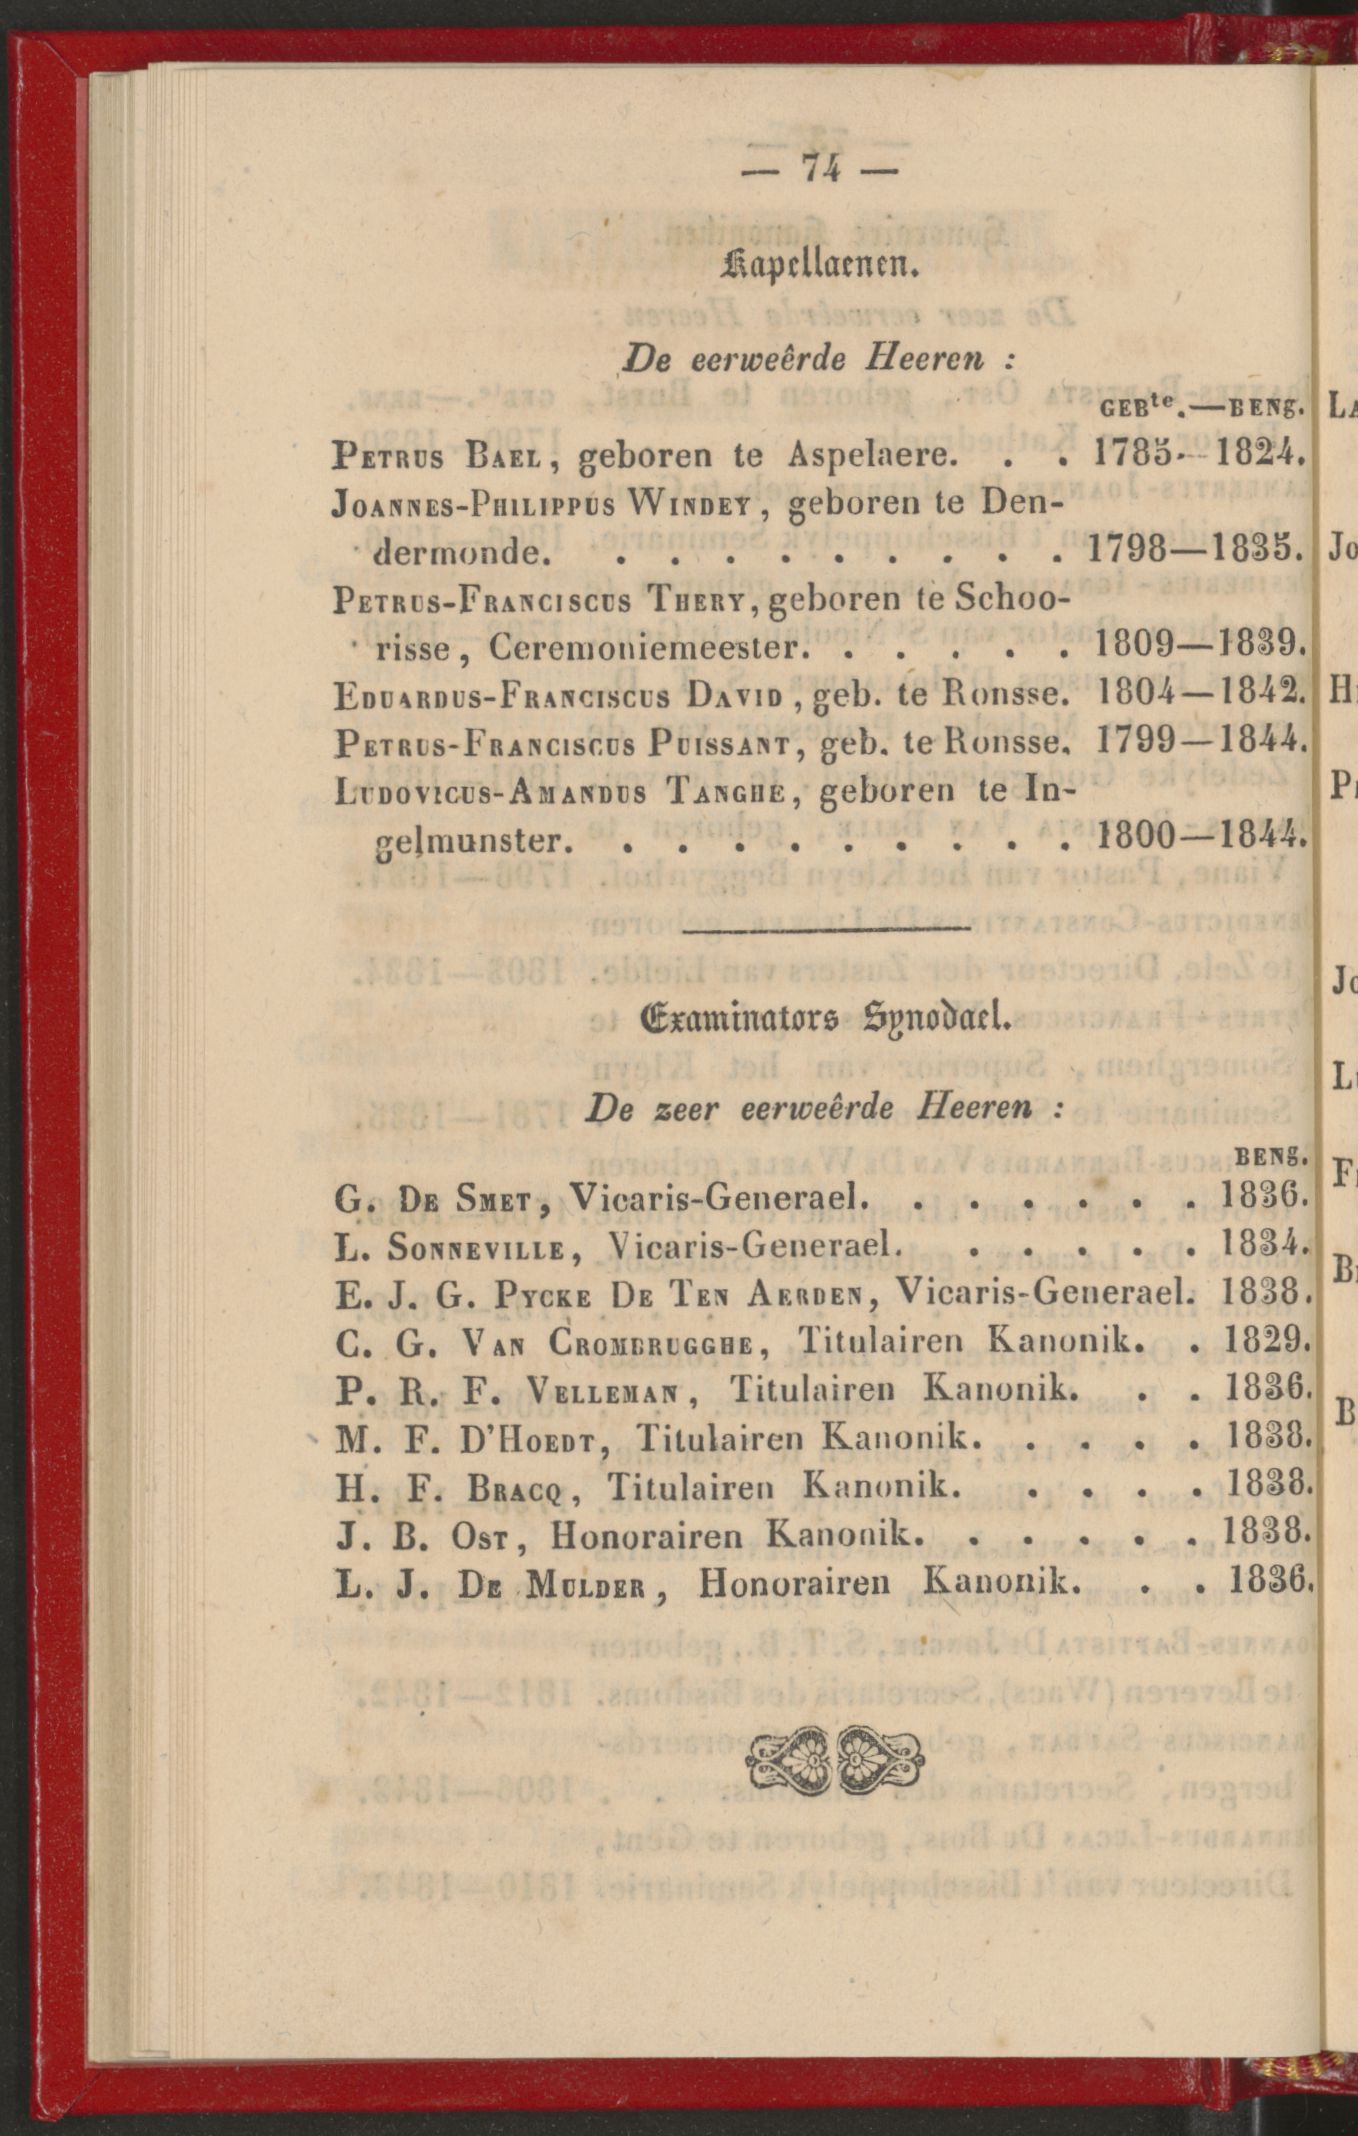 — 74 —
Kapellaenen.
De eerweêrde Heeren :
GEBte.—BENG.
PETRUS BAEL, geboren te Aspelaere. . . 1785—1824.
JOANNES-PHILIPPUS WINDEY, geboren te Den-
dermonde. . . . . . . . . . 1798—1835.
PETRUS-FRANCISCUS THERY, geboren te Schoo-
risse, Ceremoniemeester. . . . . . 1809—1839.
EDUARDUS-FRANCISCUS DAVID, geb. te Ronsse. 1804—1842.
PETRUS-FRANCISCUS PUISSANT, geb. te Ronsse. 1799—1844.
LUDOVICUS-AMANDUS TANGHE, geboren te In-
gelmunster. . . . . . . . . . 1800—1844.
Examinators Synodael.
De zeer eerweêrde Heeren :
BENG.
G. DE SMET, Vicaris-Generael. . . . . . . 1836.
L. SONNEVILLE, Vicaris-Generael. . . . . . 1834.
E. J. G. PYCKE DE TEN AERDEN, Vicaris-Generael. 1838.
C. G. VAN CROMBRUGGHE, Titulairen Kanonik. . 1829.
P. R. F. VELLEMAN, Titulairen Kanonik. . . 1836.
M. F. D'HOEDT, Titulairen Kanonik. . . . . 1838.
H. F. BRACQ, Titulairen Kanonik. . . . . 1838.
J. B. OST, Honorairen Kanonik. . . . . . 1838.
L. J. DE MULDER, Honorairen Kanonik. . . 1836.